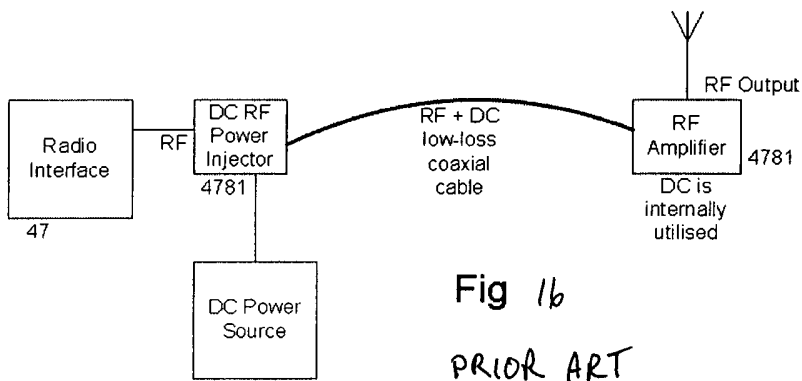 RF Output
DC RF
Power
Injector
RF + DC
low-loss
coaxial
cable
RF
Amplifier
Radio
Interface
RF
4781
4781
DC is
internally
utilised
47
DC Power
Source
Fig 16
PRIOR ART